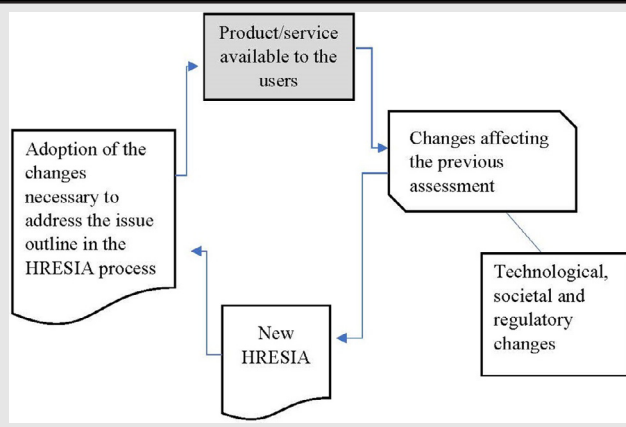 Product/service
available to the
users
Changes affecting
the previous
assessment
Adoption of the
changes
necessary to
address the issue
outline in the
HRESIA process
Technological,
societal and
regulatory
changes
New
HRESIA